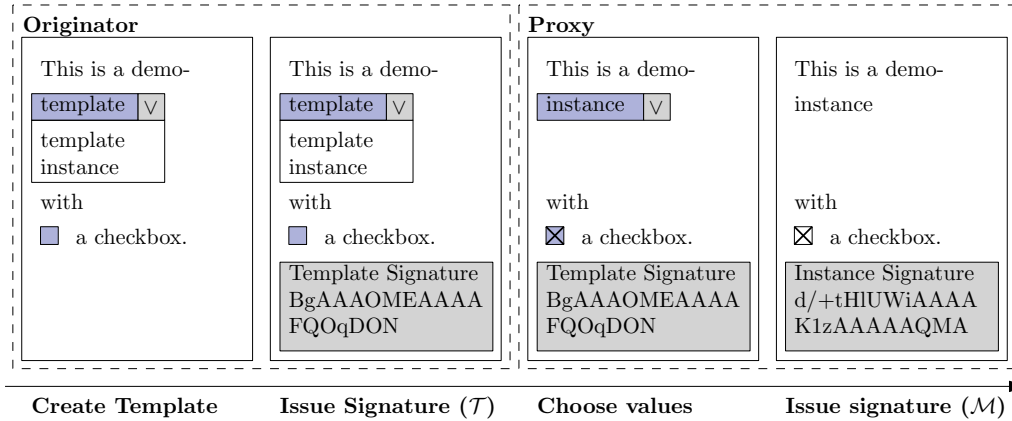 Originator
This is a demo-
template ∨
template
instance
with
a checkbox.
This is a demo-
template ∨
template
instance
with
a checkbox.
Template Signature
BgAAAOMEAAAA
FQOqDON
Proxy
This is a demo-
instance ∨
with
a checkbox.
Template Signature
BgAAAOMEAAAA
FQOqDON
This is a demo-
instance
with
a checkbox.
Instance Signature
d/+tHlUWiAAAA
K1zAAAAAQMA
Create Template
Issue Signature (𝒯)
Choose values
Issue signature (ℳ)